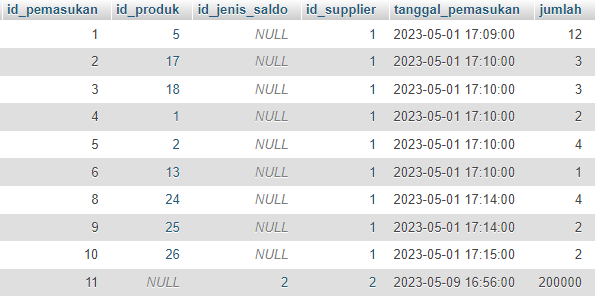 id_pemasukan id_produk id_jenis_saldo id_supplier tanggal_pemasukan jumlah
1 5 NULL 1 2023-05-01 17:09:00 12
2 17 NULL 1 2023-05-01 17:10:00 3
3 18 NULL 1 2023-05-01 17:10:00 3
4 1 NULL 1 2023-05-01 17:10:00 2
5 2 NULL 1 2023-05-01 17:10:00 4
6 13 NULL 1 2023-05-01 17:10:00 1
8 24 NULL 1 2023-05-01 17:14:00 4
9 25 NULL 1 2023-05-01 17:14:00 2
10 26 NULL 1 2023-05-01 17:15:00 2
11 NULL 2 2 2023-05-09 16:56:00 200000